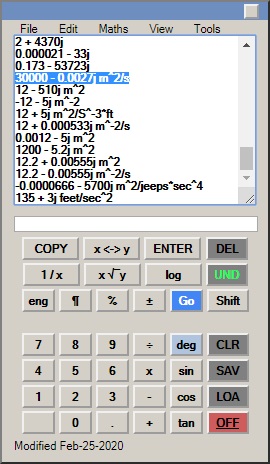 File Edit Maths View Tools
2 + 4370j
0.000021 - 33j
0.173 - 53723j
30000 - 0.0027j m^2/s
12 - 510j m^2
-12 - 5j m^-2
12 + 5j m^2/S^-3*ft
12 + 0.000533j m^-2/s
0.0012 - 5j m^2
1200 - 5.2j m^2
12.2 + 0.00555j m^-2
12.2 - 0.00555j m^-2/s
-0.0000666 - 5700j m^2/jeeps*sec^4
135 + 3j feet/sec^2
COPY x <-> y ENTER DEL
1 / x x √¯ y log UND
eng ¶ % ± Go Shift
7 8 9 ÷ deg CLR
4 5 6 x sin SAV
1 2 3 - cos LOA
0 . + tan OFF
Modified Feb-25-2020